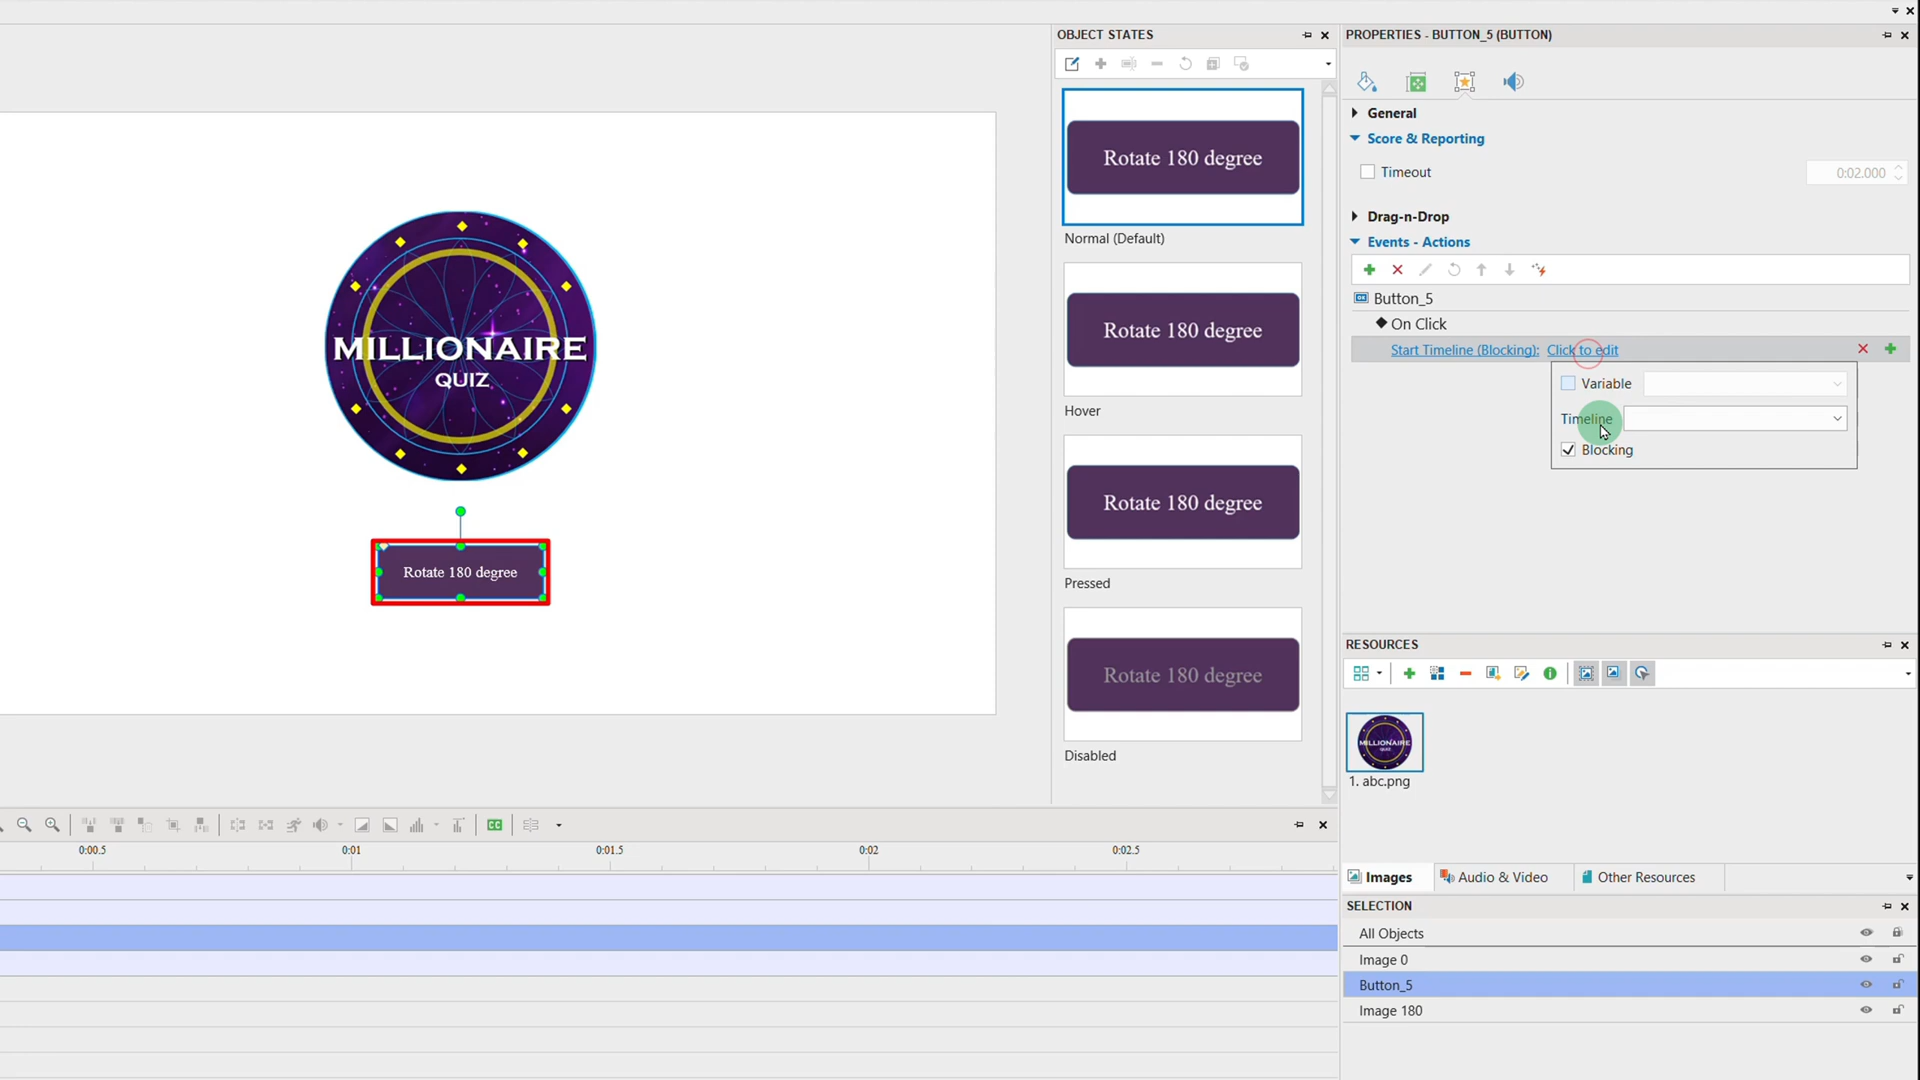 OBJECT STATES
PROPERTIES - BUTTON_5 (BUTTON)
General
Score & Reporting
Timeout
0:02.000
Drag-n-Drop
Events - Actions
Button_5
On Click
Start Timeline (Blocking): Click to edit
Variable
Timeline
Blocking
Rotate 180 degree
Normal (Default)
Rotate 180 degree
Hover
Rotate 180 degree
Pressed
Rotate 180 degree
Disabled
MILLIONAIRE
QUIZ
Rotate 180 degree
RESOURCES
MILLIONAIRE
QUIZ
1. abc.png
Images
Audio & Video
Other Resources
CC
0:00.5
0:01
0:01.5
0:02
0:02.5
SELECTION
All Objects
Image 0
Button_5
Image 180